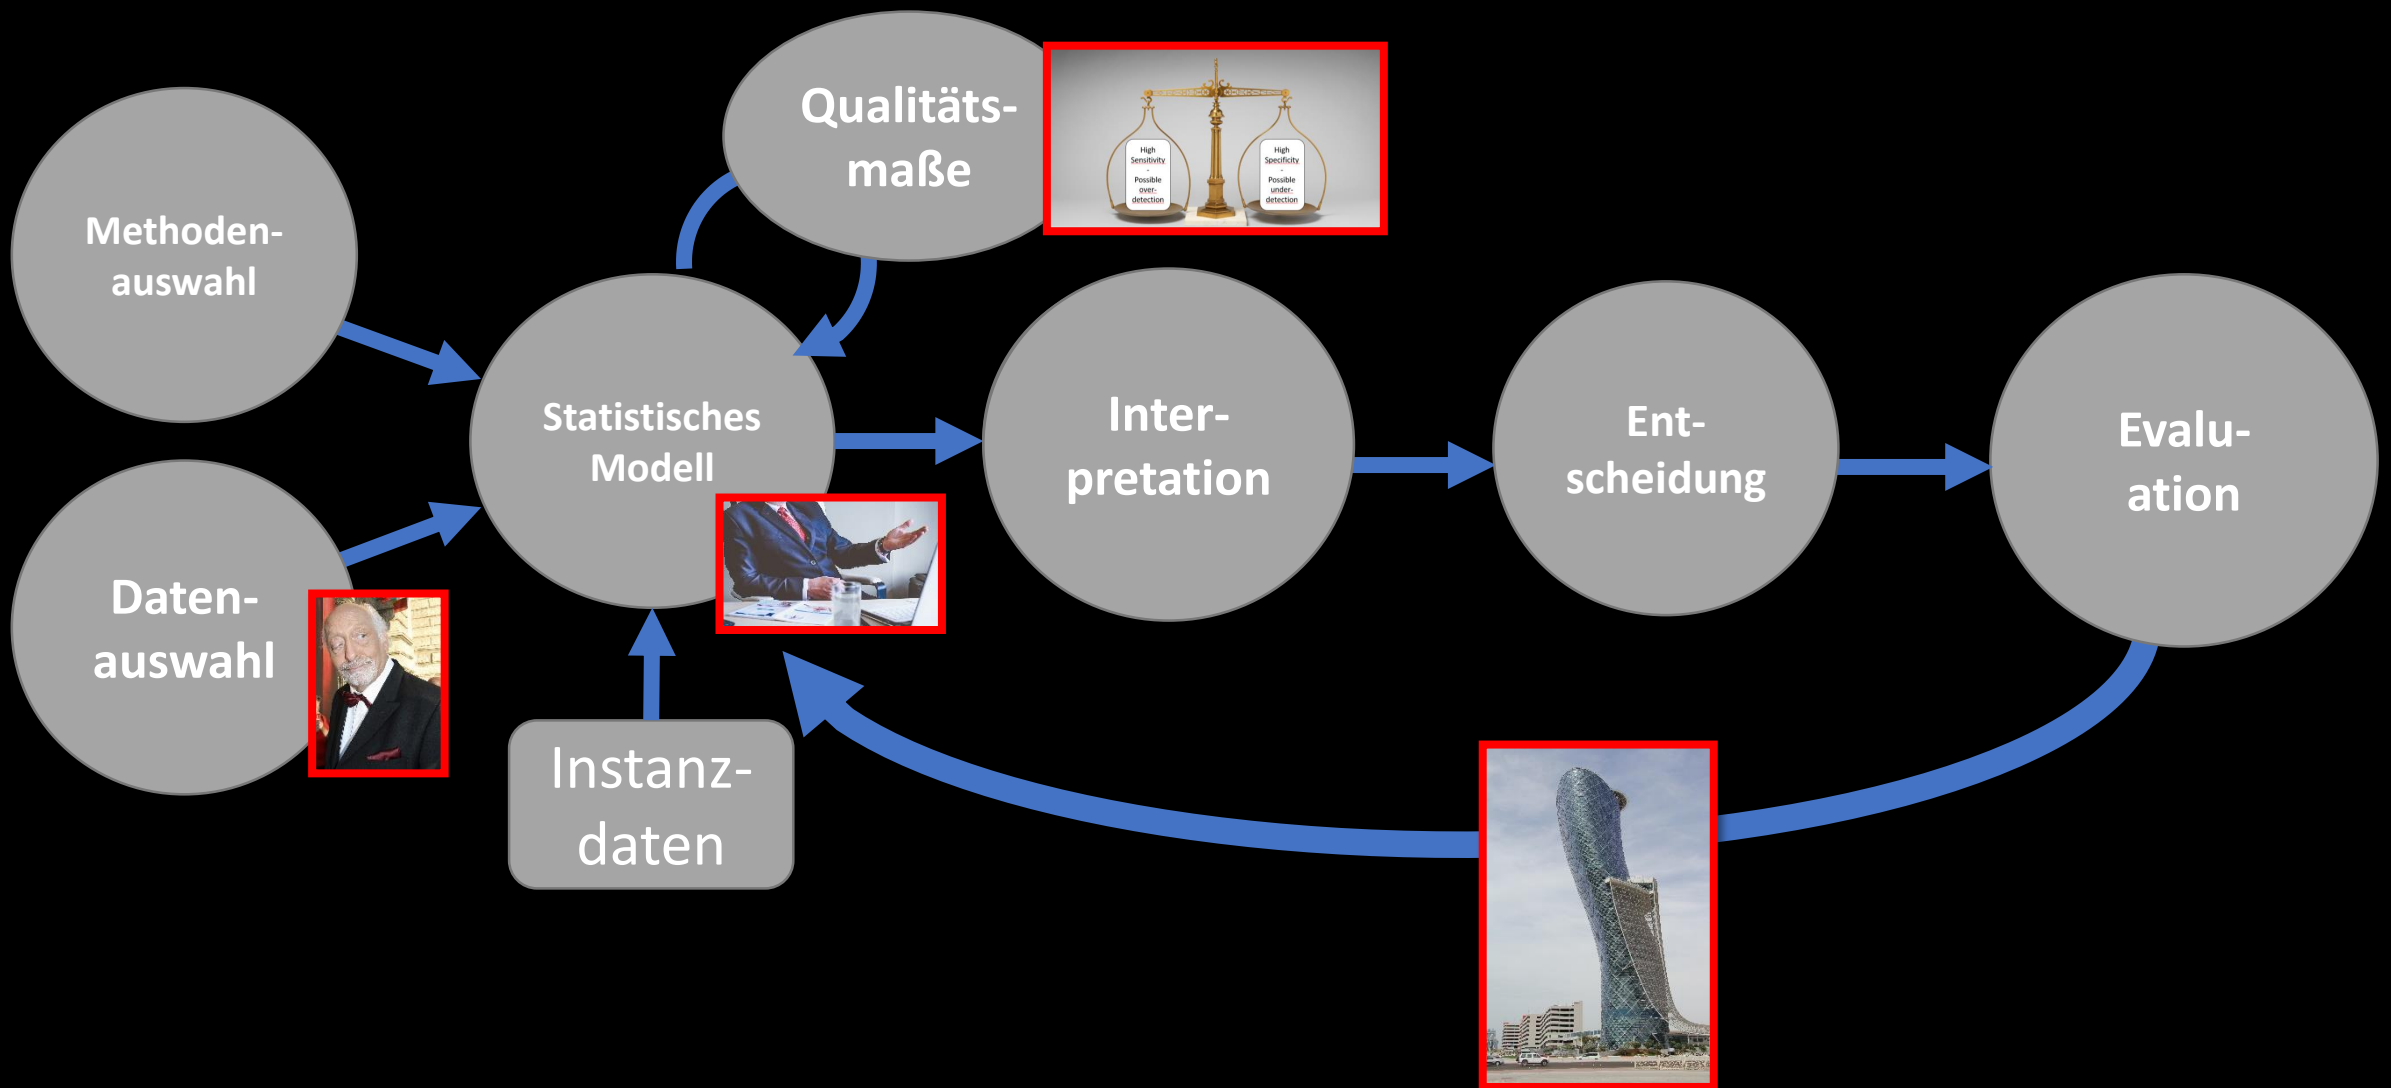 Qualitäts-
maße
High
Sensitivity
-
Possible
over-
detection
High
Specificity
-
Possible
under-
detection
Methoden-
auswahl
Statistisches
Modell
Inter-
pretation
Ent-
scheidung
Evalu-
ation
Daten-
auswahl
Instanz-
daten